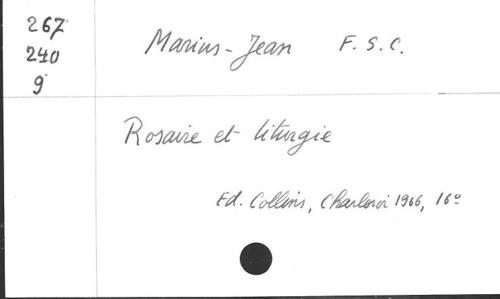 267
240
9
Marius-Jean F.S.C.
Rosaire et liturgie
Ed. Collins, Charleroi 1966, 16°